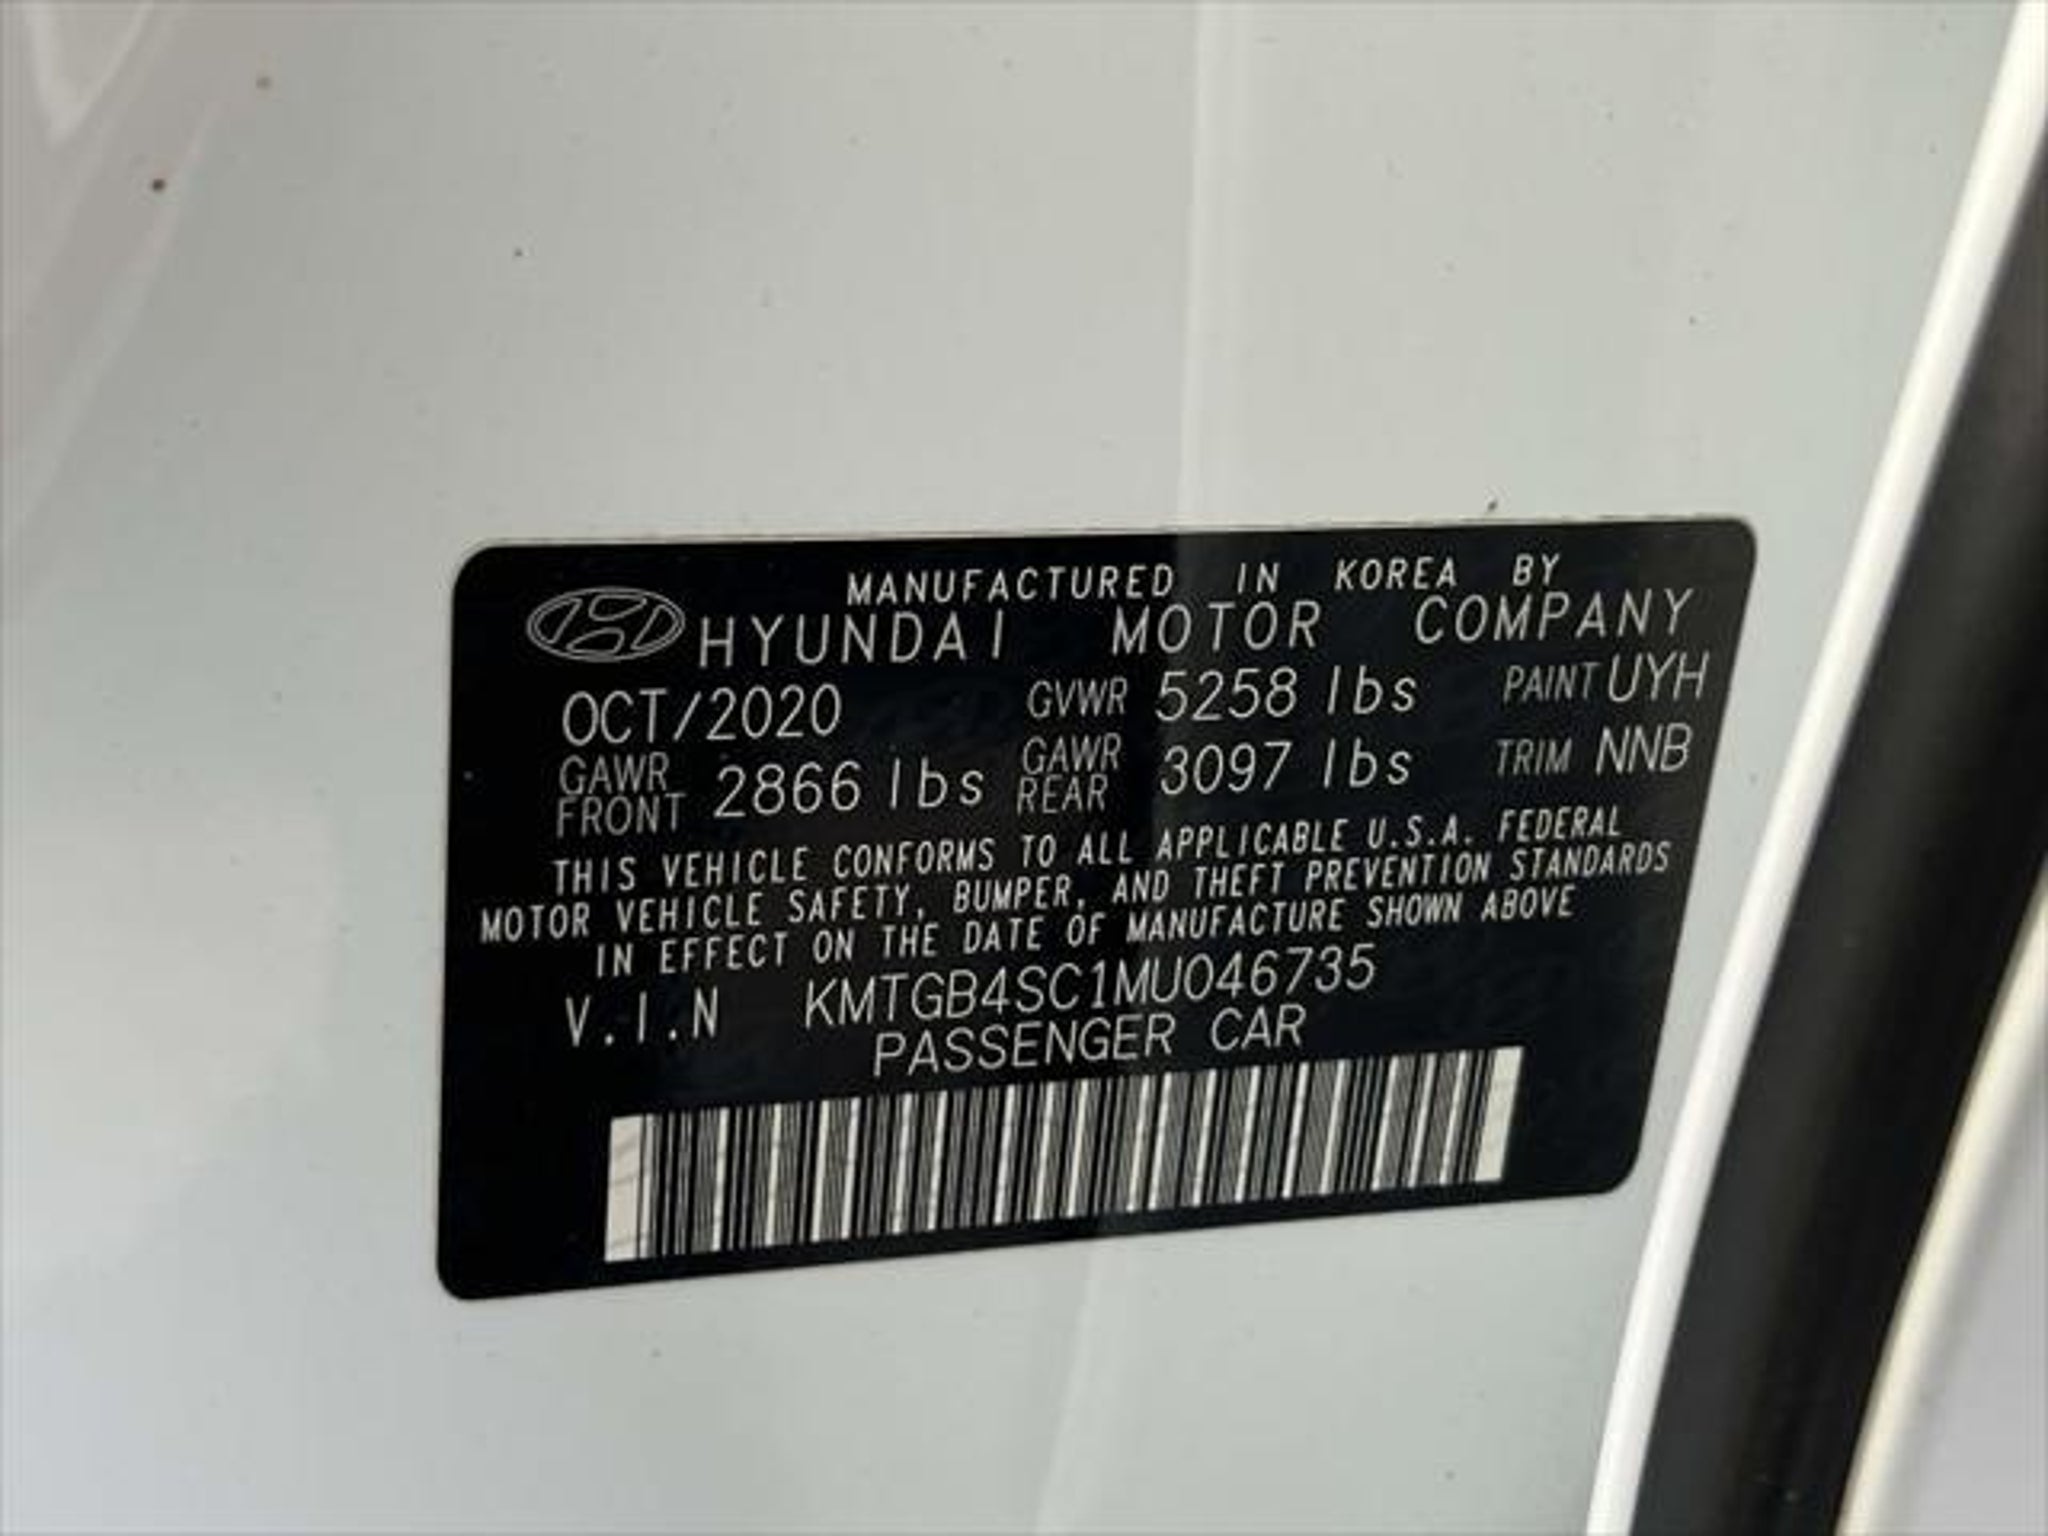 MANUFACTURED IN KOREA BY
HYUNDAI MOTOR COMPANY
OCT/2020 GVWR 5258 lbs PAINT UYH
GAWR FRONT 2866 lbs GAWR REAR 3097 lbs TRIM NNB
THIS VEHICLE CONFORMS TO ALL APPLICABLE U.S.A. FEDERAL
MOTOR VEHICLE SAFETY, BUMPER, AND THEFT PREVENTION STANDARDS
IN EFFECT ON THE DATE OF MANUFACTURE SHOWN ABOVE
V.I.N KMTGB4SC1MU046735
PASSENGER CAR